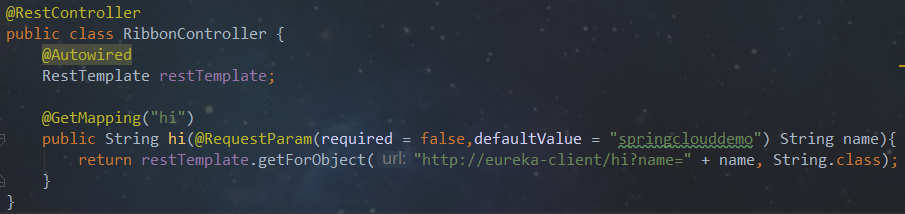 @RestController
public class RibbonController {
    @Autowired
    RestTemplate restTemplate;

    @GetMapping("hi")
    public String hi(@RequestParam(required = false,defaultValue = "springclouddemo") String name){
        return restTemplate.getForObject( url: "http://eureka-client/hi?name=" + name, String.class);
    }
}